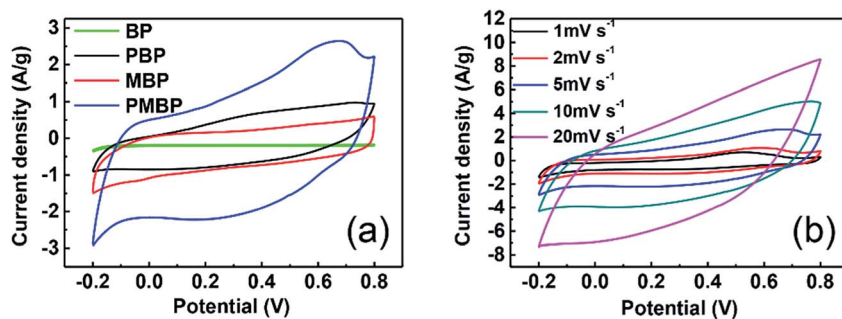 BP
PBP
MBP
PMBP
(a)
Current density (A/g)
3
2
1
0
-1
-2
-3
-0.2 0.0 0.2 0.4 0.6 0.8
Potential (V)
1mV s⁻¹
2mV s⁻¹
5mV s⁻¹
10mV s⁻¹
20mV s⁻¹
(b)
Current density (A/g)
12
10
8
6
4
2
0
-2
-4
-6
-8
-0.2 0.0 0.2 0.4 0.6 0.8
Potential (V)